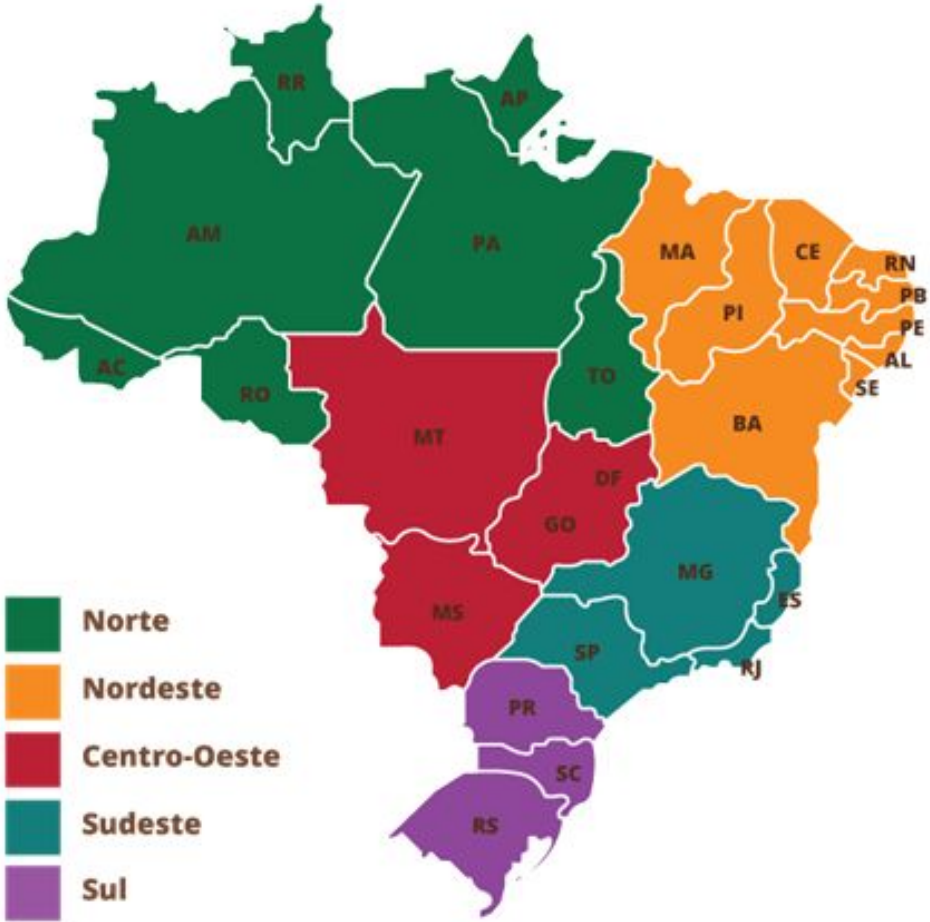 RR
AP
AM
PA
MA
CE
RN
PB
PI
PE
AL
SE
AC
RO
TO
BA
MT
DF
GO
MG
ES
MS
SP
RJ
PR
SC
RS
Norte
Nordeste
Centro-Oeste
Sudeste
Sul